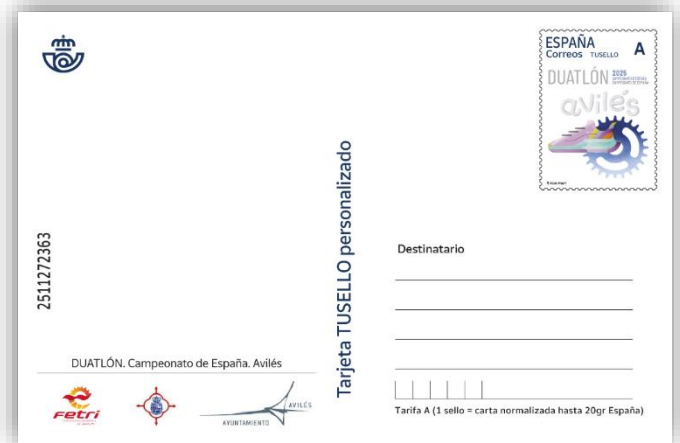 ESPAÑA
Correos TUSELLO A
DUATLÓN 2025
avilés
Tarjeta TUSELLO personalizado
2511272363
Destinatario
DUATLÓN. Campeonato de España. Avilés
Fetri
AYUNTAMIENTO AVILÉS
Tarifa A (1 sello = carta normalizada hasta 20gr España)